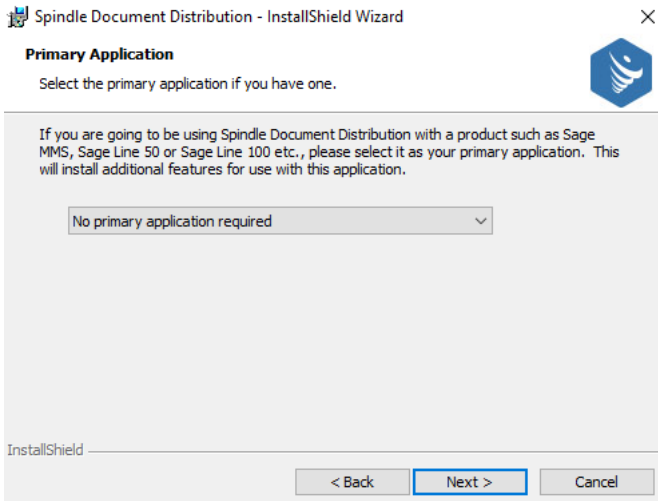 Spindle Document Distribution - InstallShield Wizard
Primary Application
Select the primary application if you have one.
If you are going to be using Spindle Document Distribution with a product such as Sage
MMS, Sage Line 50 or Sage Line 100 etc., please select it as your primary application.  This
will install additional features for use with this application.
No primary application required
InstallShield
< Back
Next >
Cancel